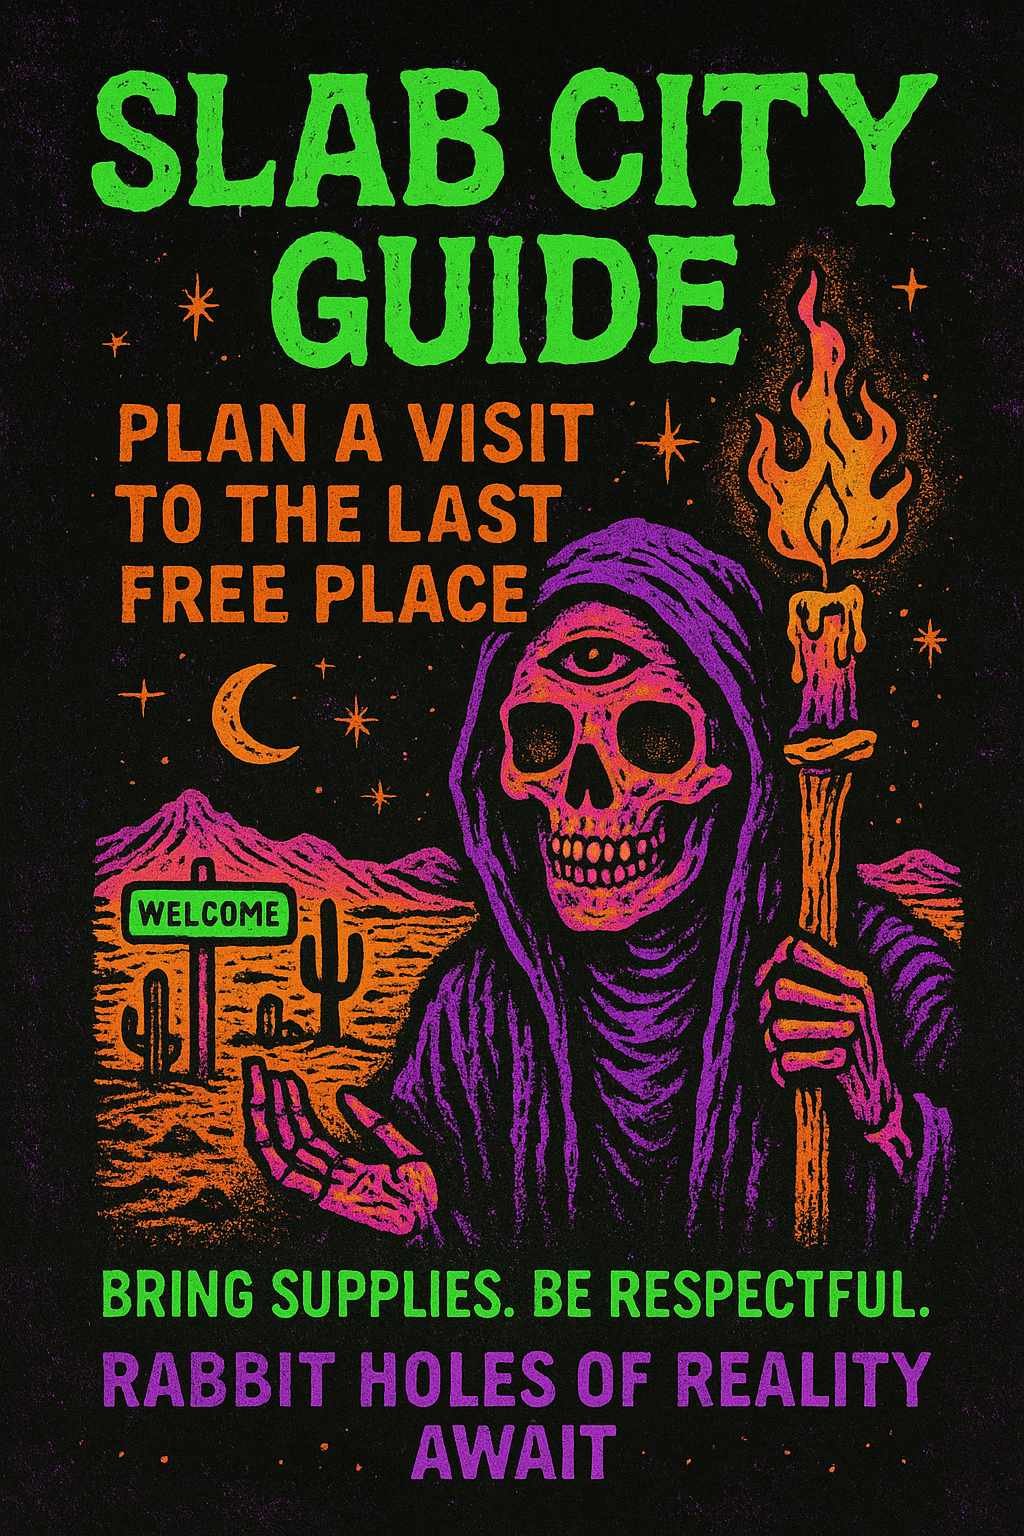 SLAB CITY
GUIDE
PLAN A VISIT
TO THE LAST
FREE PLACE
WELCOME
BRING SUPPLIES. BE RESPECTFUL.
RABBIT HOLES OF REALITY
AWAIT